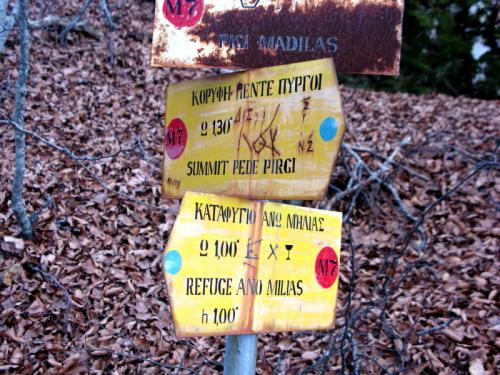 M7
PIGI MADILAS
ΚΟΡΥΦΗ ΠΕΝΤΕ ΠΥΡΓΟΙ
Ω 1,30'
M7
SUMMIT PEDE PIRGI
ΚΑΤΑΦΥΓΙΟ ΑΝΩ ΜΗΛΙΑΣ
Ω 1,00'
M7
REFUGE ANO MILIAS
h 1,00'